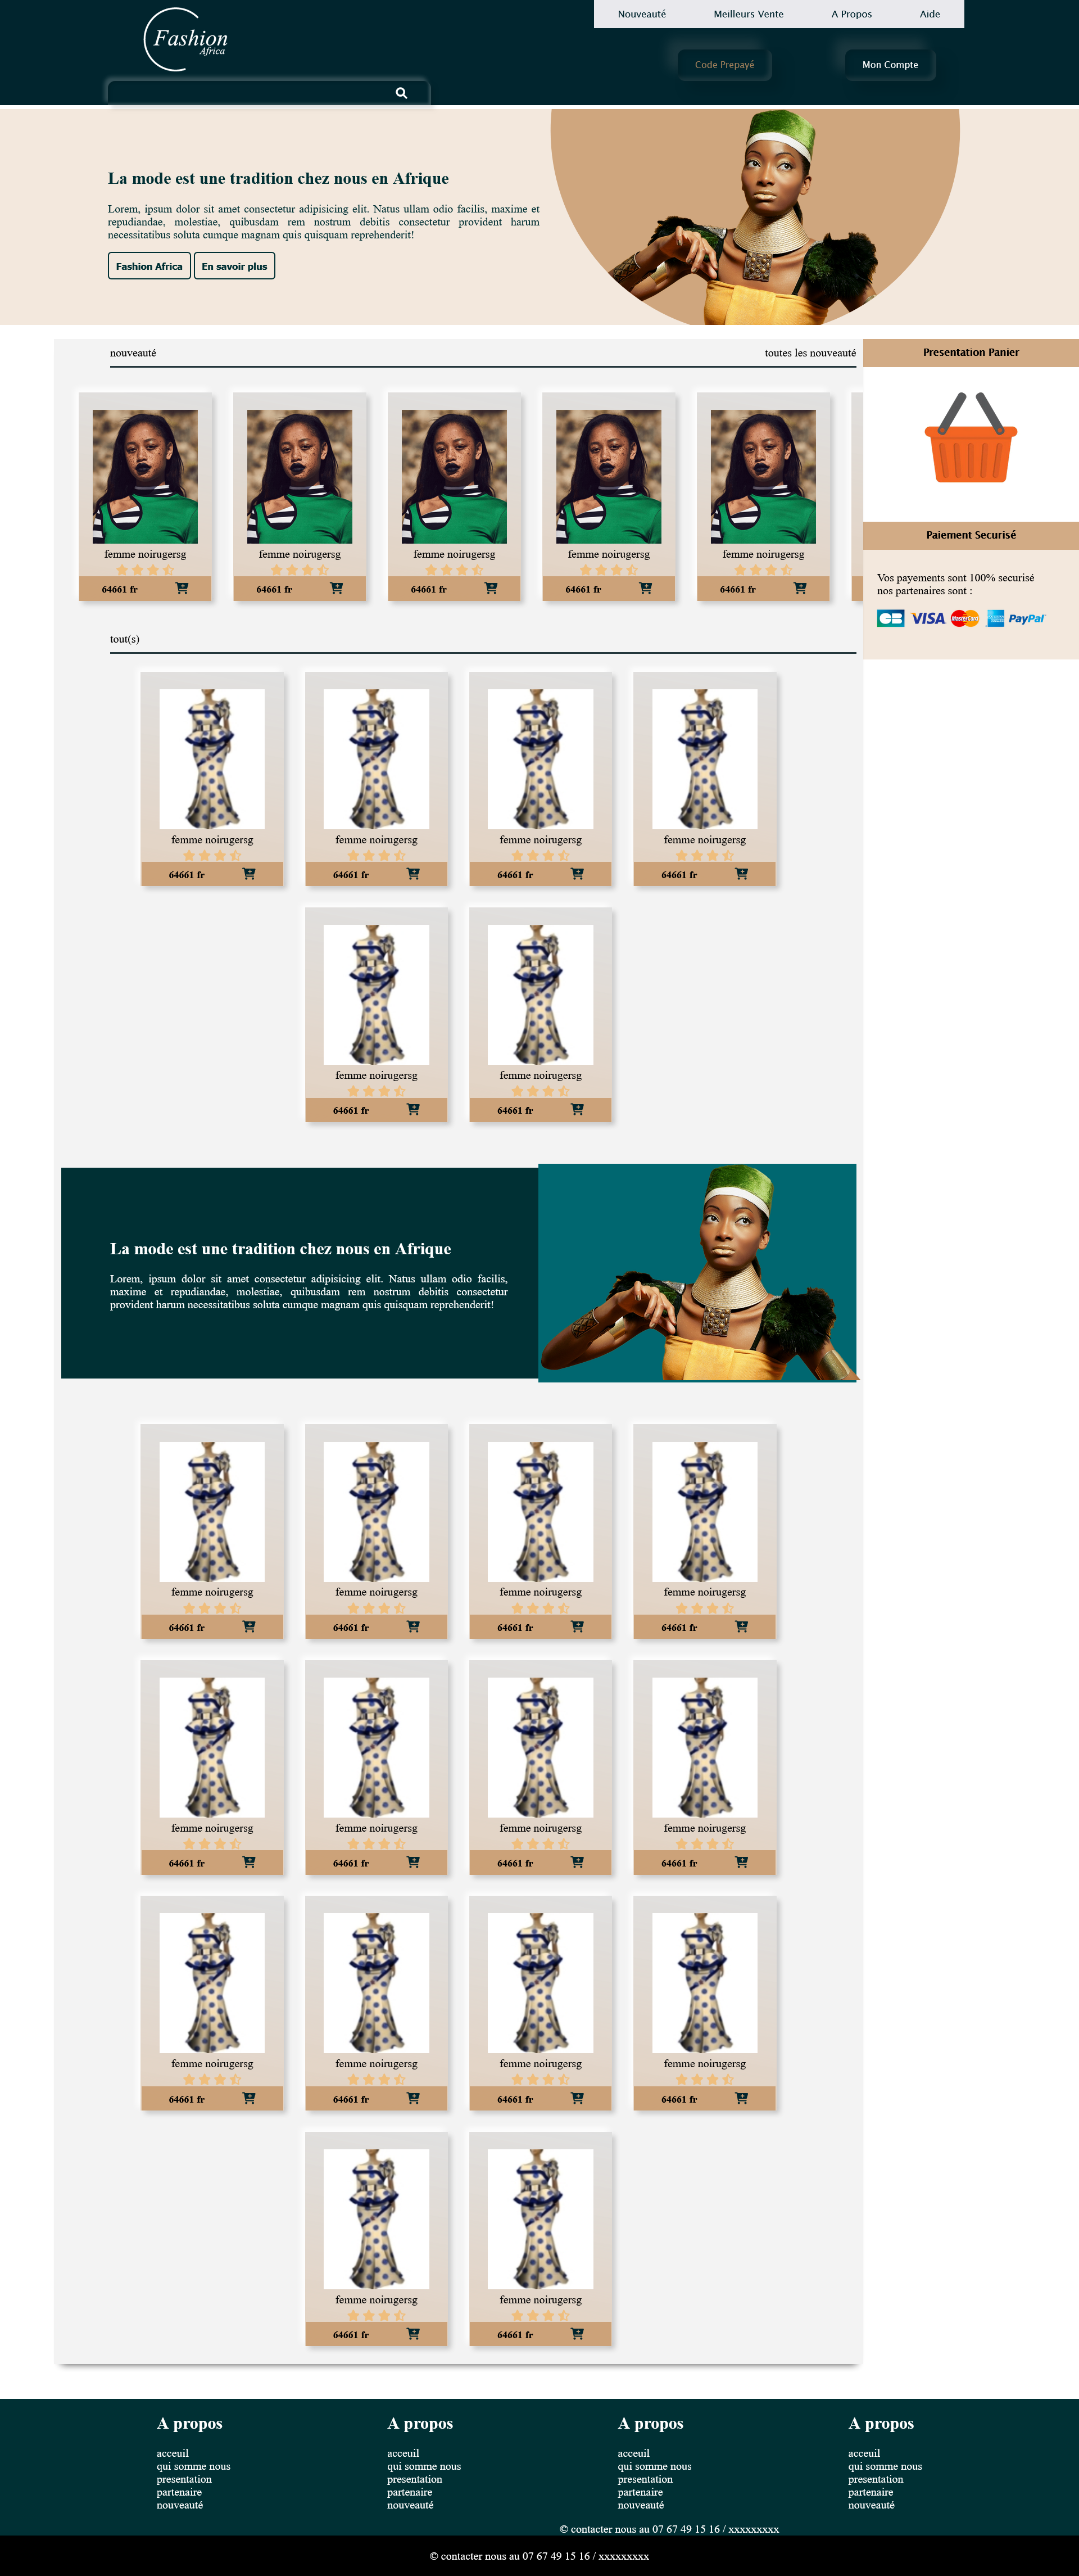 Fashion
Africa
Nouveauté
Meilleurs Vente
A Propos
Aide
Code Prepayé
Mon Compte
La mode est une tradition chez nous en Afrique
Lorem, ipsum dolor sit amet consectetur adipisicing elit. Natus ullam odio facilis, maxime et
repudiandae, molestiae, quibusdam rem nostrum debitis consectetur provident harum
necessitatibus soluta cumque magnam quis quisquam reprehenderit!
Fashion Africa
En savoir plus
nouveauté
toutes les nouveauté
Presentation Panier
femme noirugersg
femme noirugersg
femme noirugersg
femme noirugersg
femme noirugersg
64661 fr
64661 fr
64661 fr
64661 fr
64661 fr
Paiement Securisé
Vos payements sont 100% securisé
nos partenaires sont :
CB
VISA
MasterCard
PayPal
tout(s)
femme noirugersg
femme noirugersg
femme noirugersg
femme noirugersg
64661 fr
64661 fr
64661 fr
64661 fr
femme noirugersg
femme noirugersg
64661 fr
64661 fr
La mode est une tradition chez nous en Afrique
Lorem, ipsum dolor sit amet consectetur adipisicing elit. Natus ullam odio facilis,
maxime et repudiandae, molestiae, quibusdam rem nostrum debitis consectetur
provident harum necessitatibus soluta cumque magnam quis quisquam reprehenderit!
femme noirugersg
femme noirugersg
femme noirugersg
femme noirugersg
64661 fr
64661 fr
64661 fr
64661 fr
femme noirugersg
femme noirugersg
femme noirugersg
femme noirugersg
64661 fr
64661 fr
64661 fr
64661 fr
femme noirugersg
femme noirugersg
femme noirugersg
femme noirugersg
64661 fr
64661 fr
64661 fr
64661 fr
femme noirugersg
femme noirugersg
64661 fr
64661 fr
A propos
acceuil
qui somme nous
presentation
partenaire
nouveauté
A propos
acceuil
qui somme nous
presentation
partenaire
nouveauté
A propos
acceuil
qui somme nous
presentation
partenaire
nouveauté
A propos
acceuil
qui somme nous
presentation
partenaire
nouveauté
© contacter nous au 07 67 49 15 16 / xxxxxxxxx
© contacter nous au 07 67 49 15 16 / xxxxxxxxx